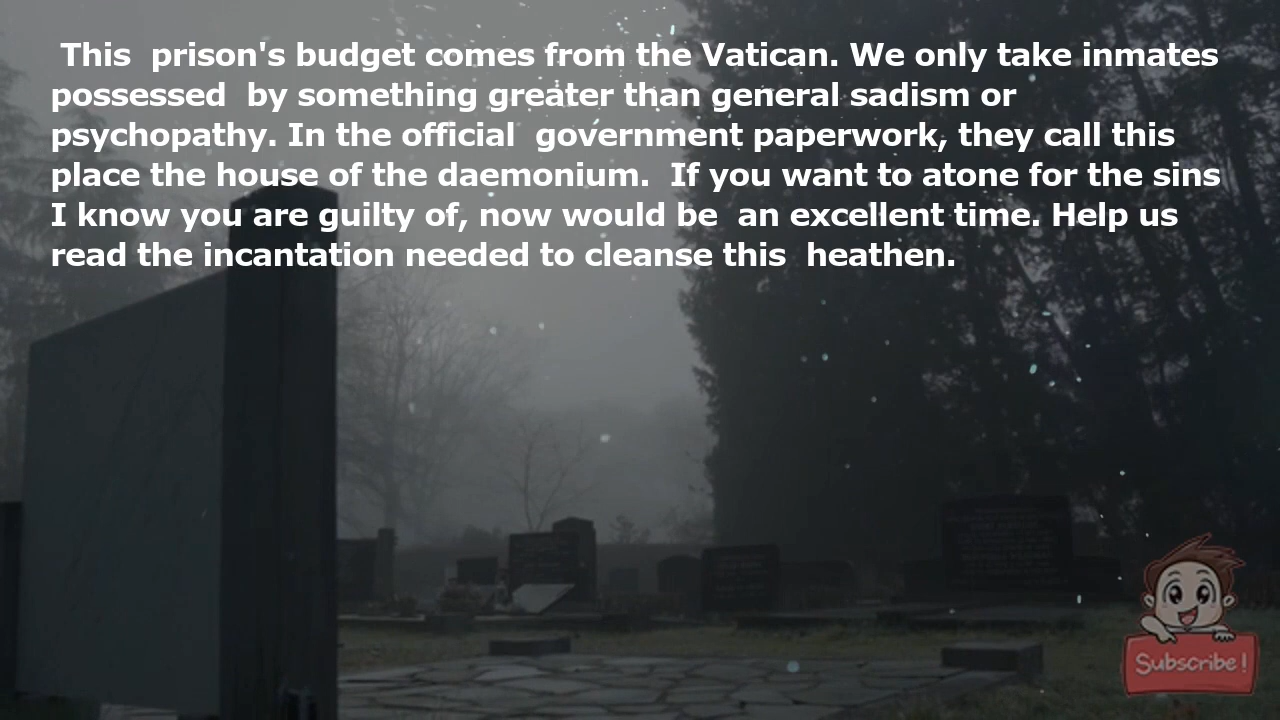 This  prison's budget comes from the Vatican. We only take inmates
possessed  by something greater than general sadism or
psychopathy. In the official  government paperwork, they call this
place the house of the daemonium.  If you want to atone for the sins
I know you are guilty of, now would be  an excellent time. Help us
read the incantation needed to cleanse this  heathen.
Subscribe!